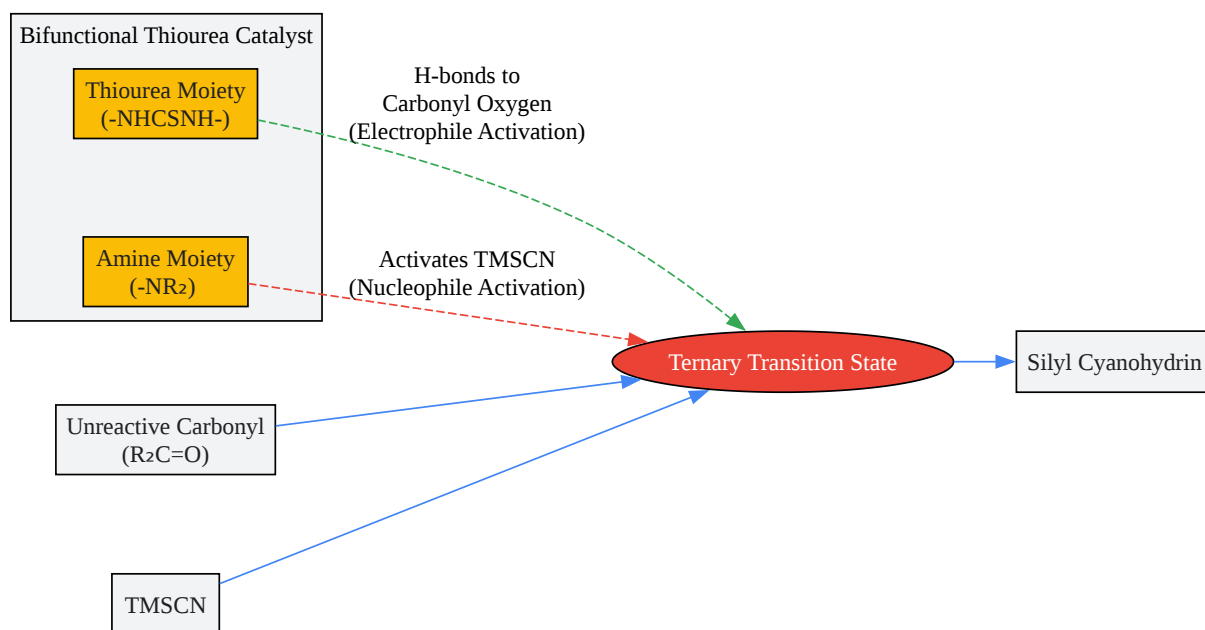 Bifunctional Thiourea Catalyst
Thiourea Moiety
(-NHCSNH-)
H-bonds to
Carbonyl Oxygen
(Electrophile Activation)
Amine Moiety
(-NR₂)
Activates TMSCN
(Nucleophile Activation)
Ternary Transition State
Silyl Cyanohydrin
Unreactive Carbonyl
(R₂C=O)
TMSCN